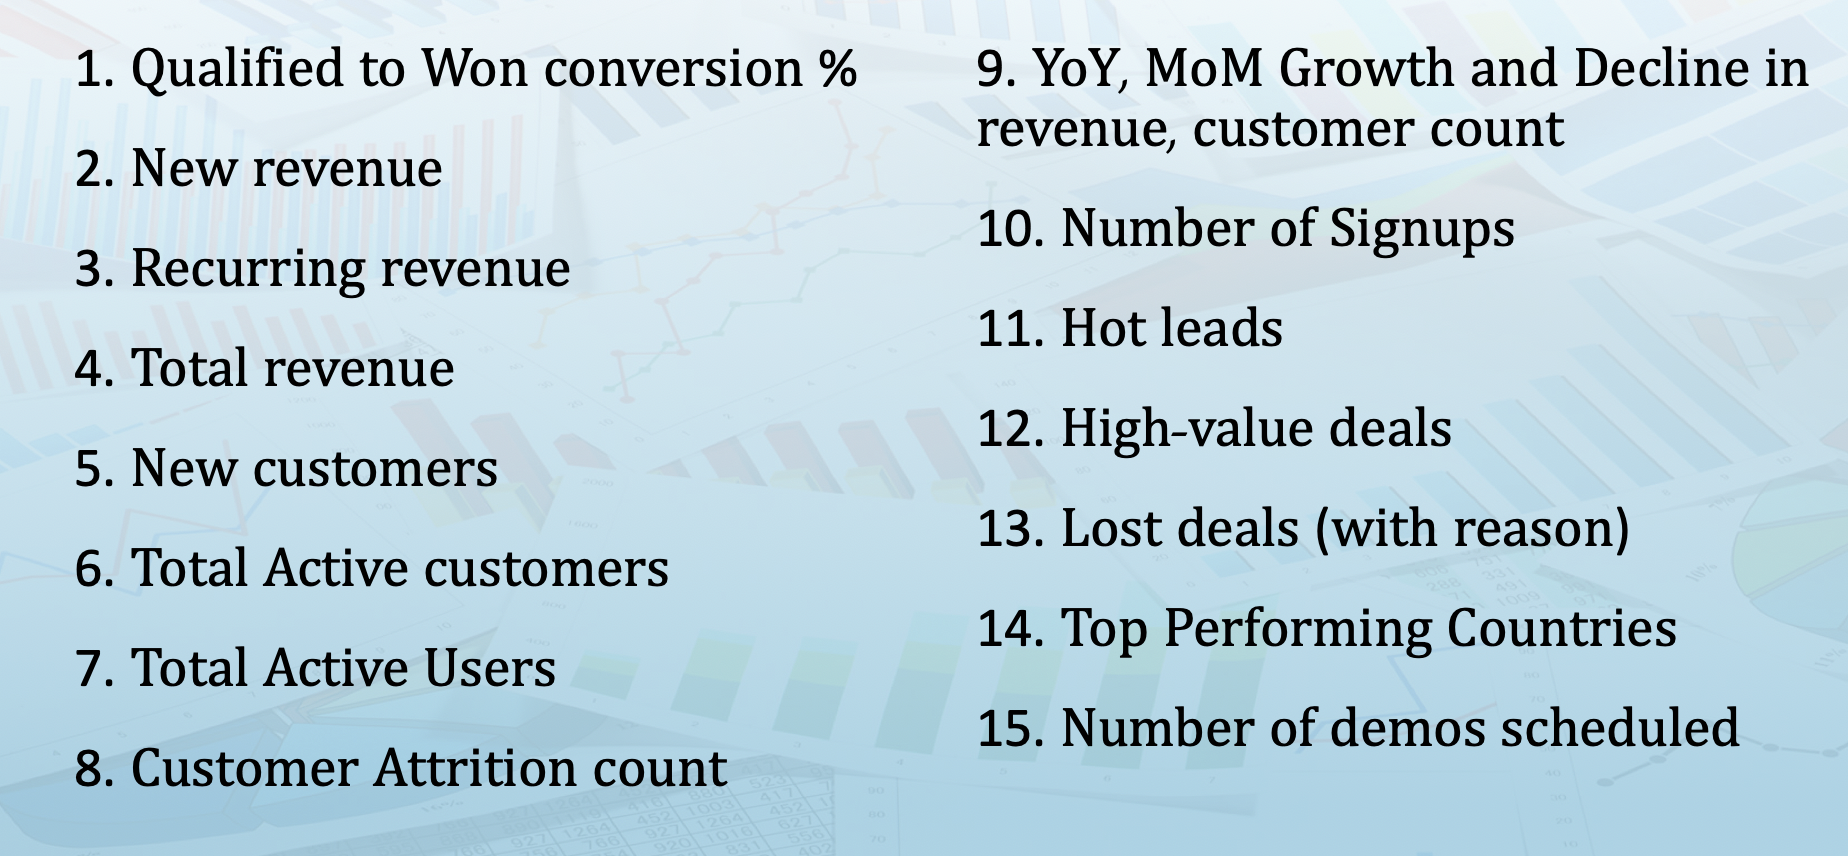 1. Qualified to Won conversion %
2. New revenue
3. Recurring revenue
4. Total revenue
5. New customers
6. Total Active customers
7. Total Active Users
8. Customer Attrition count
9. YoY, MoM Growth and Decline in
revenue, customer count
10. Number of Signups
11. Hot leads
12. High-value deals
13. Lost deals (with reason)
14. Top Performing Countries
15. Number of demos scheduled